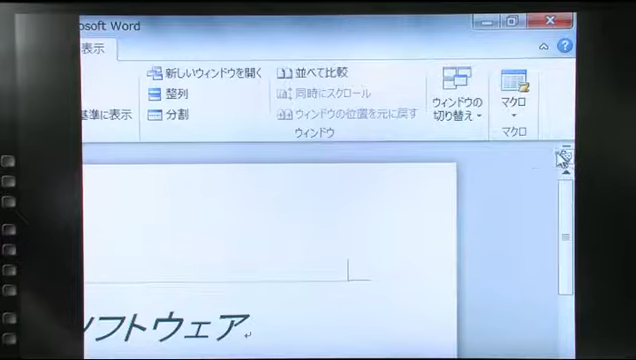 osoft Word
表示
新しいウィンドウを開く
整列
分割
基準に表示
並べて比較
同時にスクロール
ウィンドウの位置を元に戻す
ウィンドウ
ウィンドウの
切り替え
マクロ
マクロ
ソフトウェア